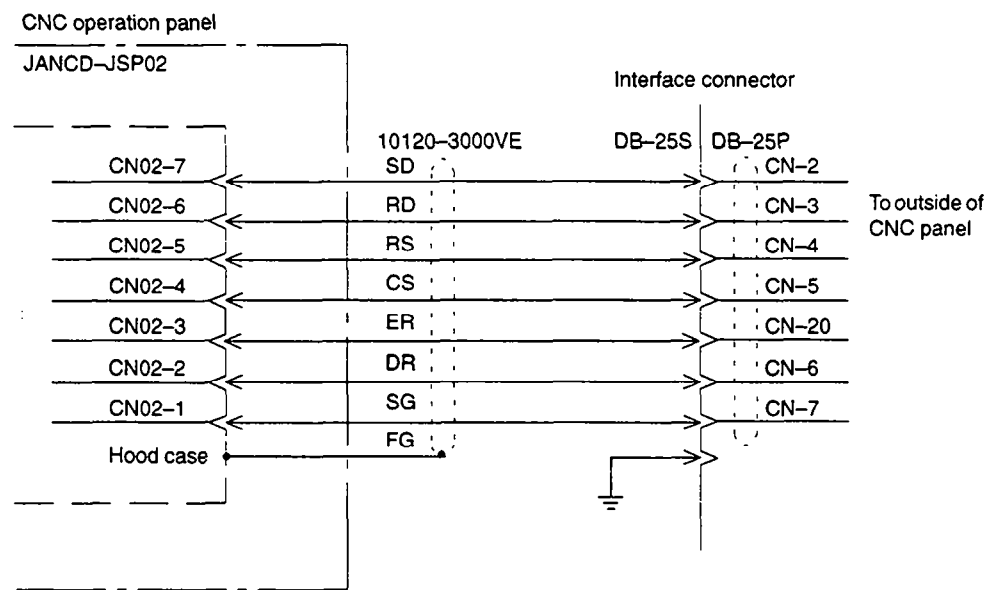 CNC operation panel
JANCD–JSP02
Interface connector
10120–3000VE
DB–25S
DB–25P
CN02–7
SD
CN–2
CN02–6
RD
CN–3
To outside of
CNC panel
CN02–5
RS
CN–4
CN02–4
CS
CN–5
CN02–3
ER
CN–20
CN02–2
DR
CN–6
CN02–1
SG
CN–7
Hood case
FG